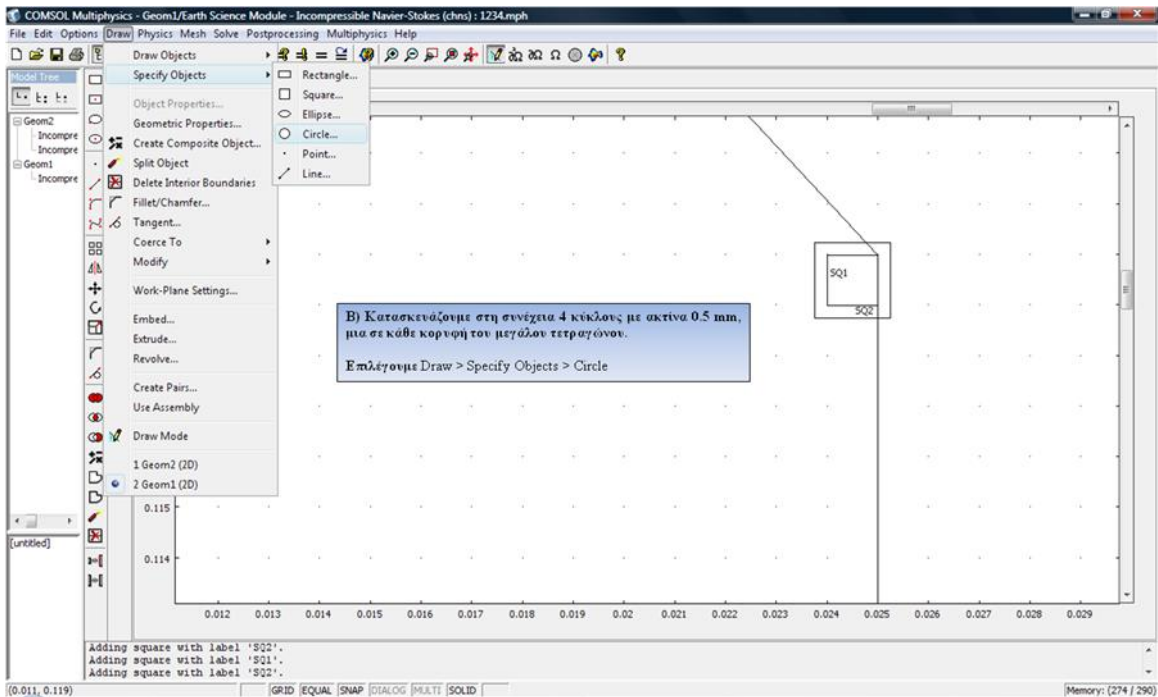 COMSOL Multiphysics - Geom1/Earth Science Module - Incompressible Navier-Stokes (chns) : 1234.mph
File Edit Options Draw Physics Mesh Solve Postprocessing Multiphysics Help
Model Tree
Geom2
Incompre
Incompre
Geom1
Incompre
[untitled]
Draw Objects
Specify Objects
Object Properties...
Geometric Properties...
Create Composite Object...
Split Object
Delete Interior Boundaries
Fillet/Chamfer...
Tangent...
Coerce To
Modify
Work-Plane Settings...
Embed...
Extrude...
Revolve...
Create Pairs...
Use Assembly
Draw Mode
1 Geom2 (2D)
2 Geom1 (2D)
Rectangle...
Square...
Ellipse...
Circle...
Point...
Line...
SQ1
SQ2
Β) Κατασκευάζουμε στη συνέχεια 4 κύκλους με ακτίνα 0.5 mm,
μια σε κάθε κορυφή του μεγάλου τετραγώνου.
Επιλέγουμε Draw > Specify Objects > Circle
0.115
0.114
0.012 0.013 0.014 0.015 0.016 0.017 0.018 0.019 0.02 0.021 0.022 0.023 0.024 0.025 0.026 0.027 0.028 0.029
Adding square with label 'SQ2'.
Adding square with label 'SQ1'.
Adding square with label 'SQ2'.
(0.011, 0.119) GRID EQUAL SNAP DIALOG MULTI SOLID Memory: (274 / 290)